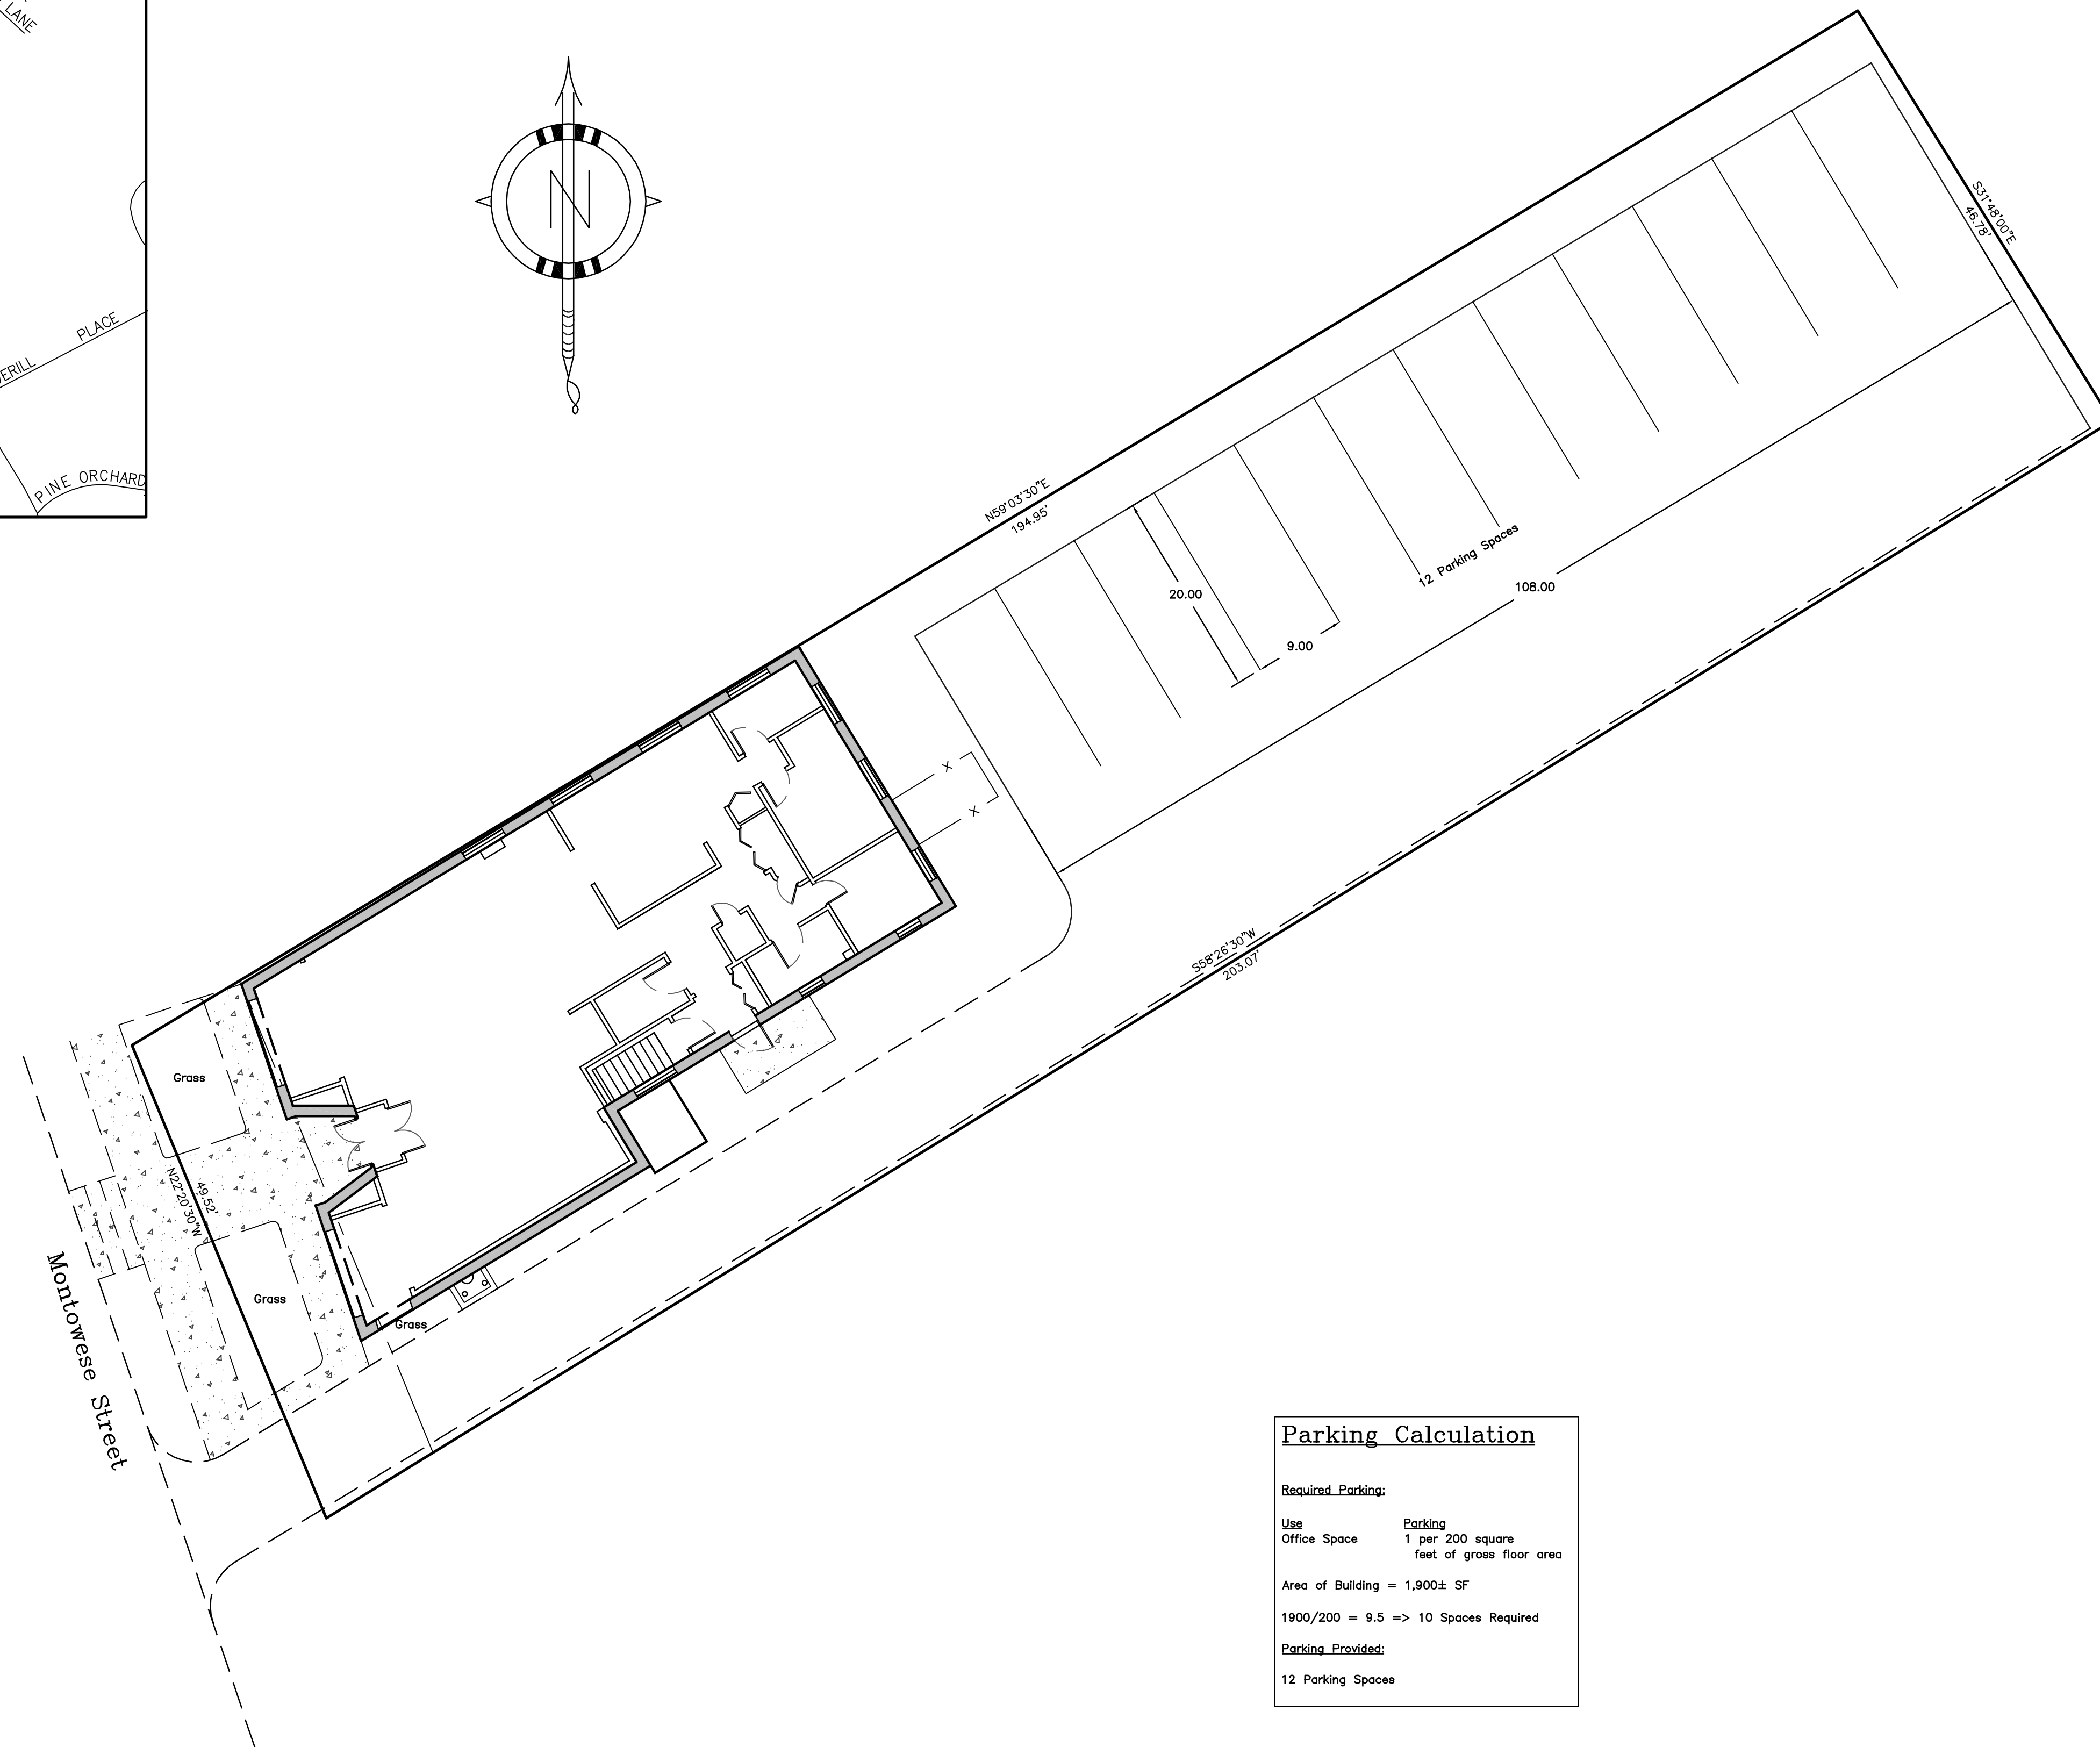 LANE
PLACE
PINE ORCHARD
N
S31°48'00"E
46.78'
N59°03'30"E
194.95'
20.00
9.00
12 Parking Spaces
108.00
X
X
S58°26'30"W
203.07'
Grass
49.52'
N22°20'30"W
Grass
Grass
Montowese Street
Parking Calculation
Required Parking:
Use Parking
Office Space 1 per 200 square
feet of gross floor area
Area of Building = 1,900± SF
1900/200 = 9.5 => 10 Spaces Required
Parking Provided:
12 Parking Spaces